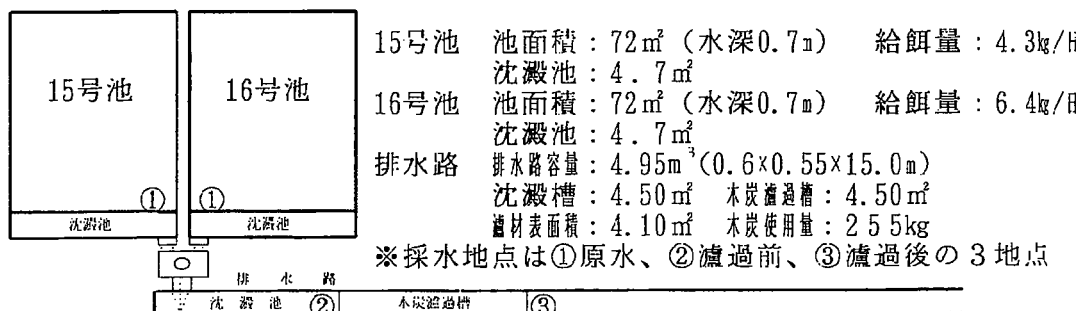 15号池 池面積:72㎡(水深0.7m) 給餌量:4.3kg/日
沈澱池:4.7㎡
16号池 池面積:72㎡(水深0.7m) 給餌量:6.4kg/日
沈澱池:4.7㎡
排水路 排水路容量:4.95m³(0.6×0.55×15.0m)
沈澱槽:4.50㎡ 木炭濾過槽:4.50㎡
濾材表面積:4.10㎡ 木炭使用量:255kg
※採水地点は①原水、②濾過前、③濾過後の3地点
15号池 16号池
① ①
沈澱池 沈澱池
排水路
沈澱池 ② 木炭濾過槽 ③